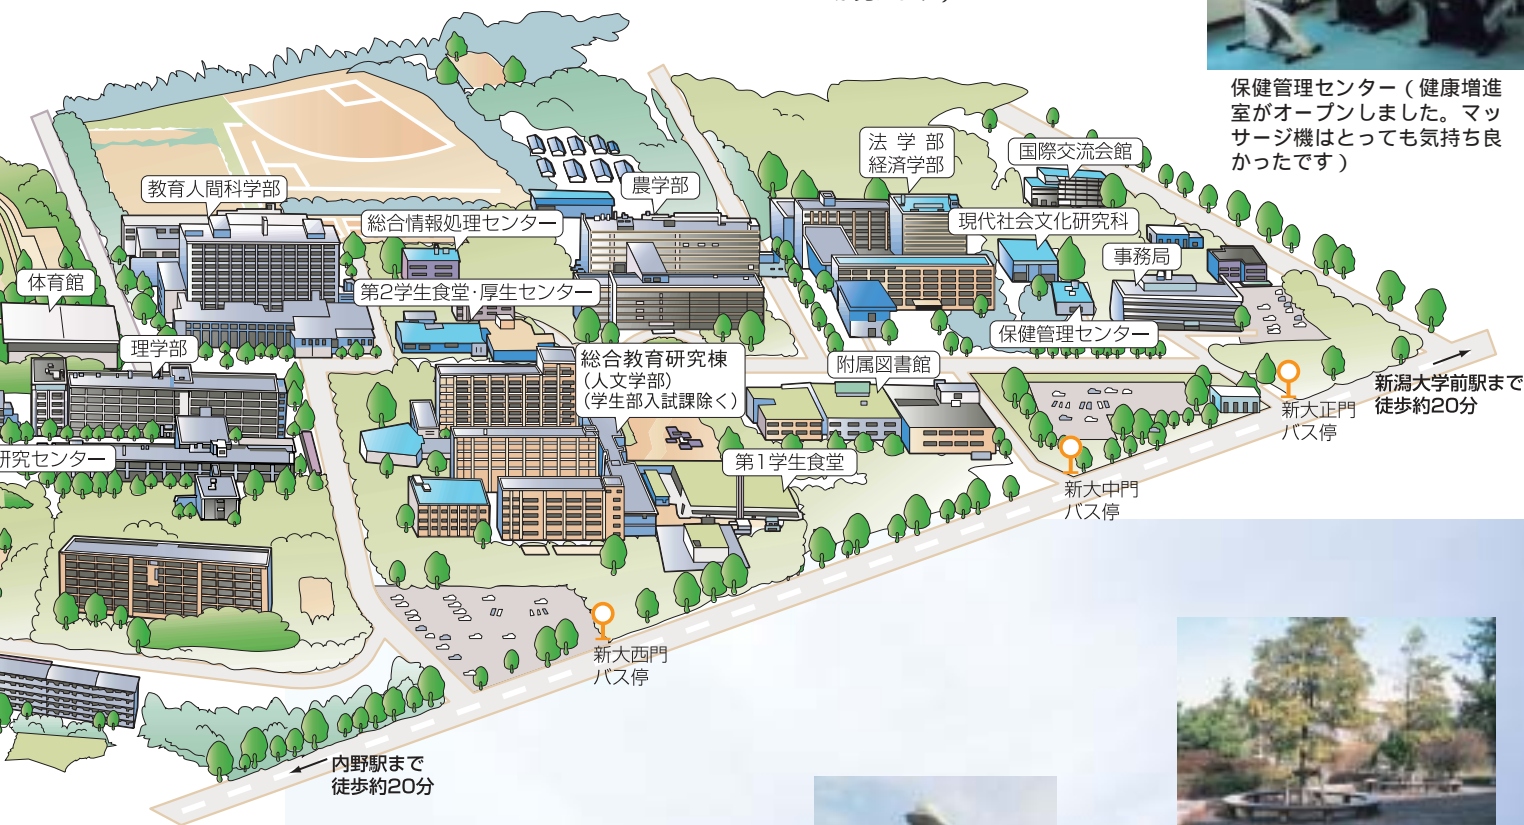 保健管理センター（健康増進
室がオープンしました。マッ
サージ機はとっても気持ち良
かったです）
法学部
経済学部
国際交流会館
教育人間科学部
農学部
総合情報処理センター
現代社会文化研究科
事務局
体育館
第2学生食堂・厚生センター
保健管理センター
理学部
総合教育研究棟
（人文学部）
（学生部入試課除く）
附属図書館
新潟大学前駅まで
徒歩約20分
新大正門
バス停
研究センター
第1学生食堂
新大中門
バス停
新大西門
バス停
内野駅まで
徒歩約20分